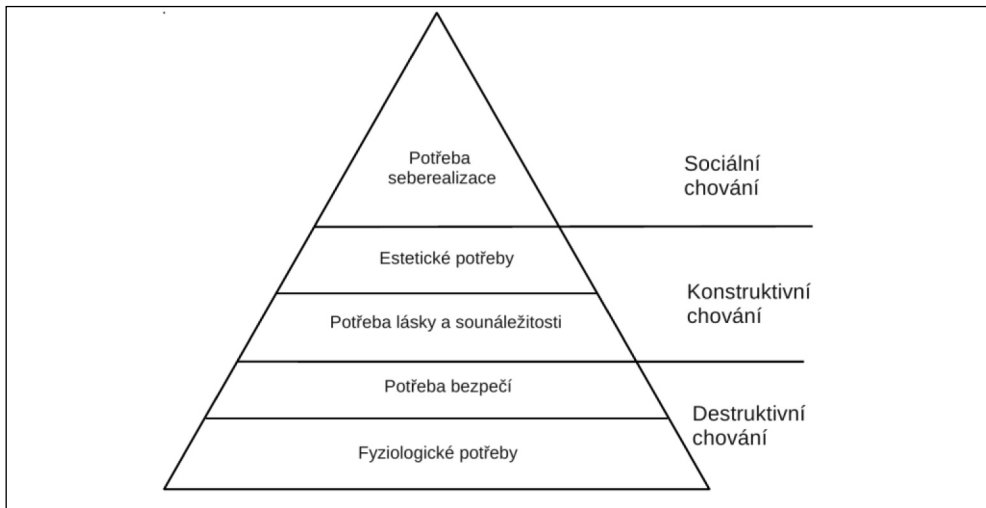 Potřeba
seberealizace
Sociální
chování
Estetické potřeby
Potřeba lásky a sounáležitosti
Konstruktivní
chování
Potřeba bezpečí
Fyziologické potřeby
Destruktivní
chování